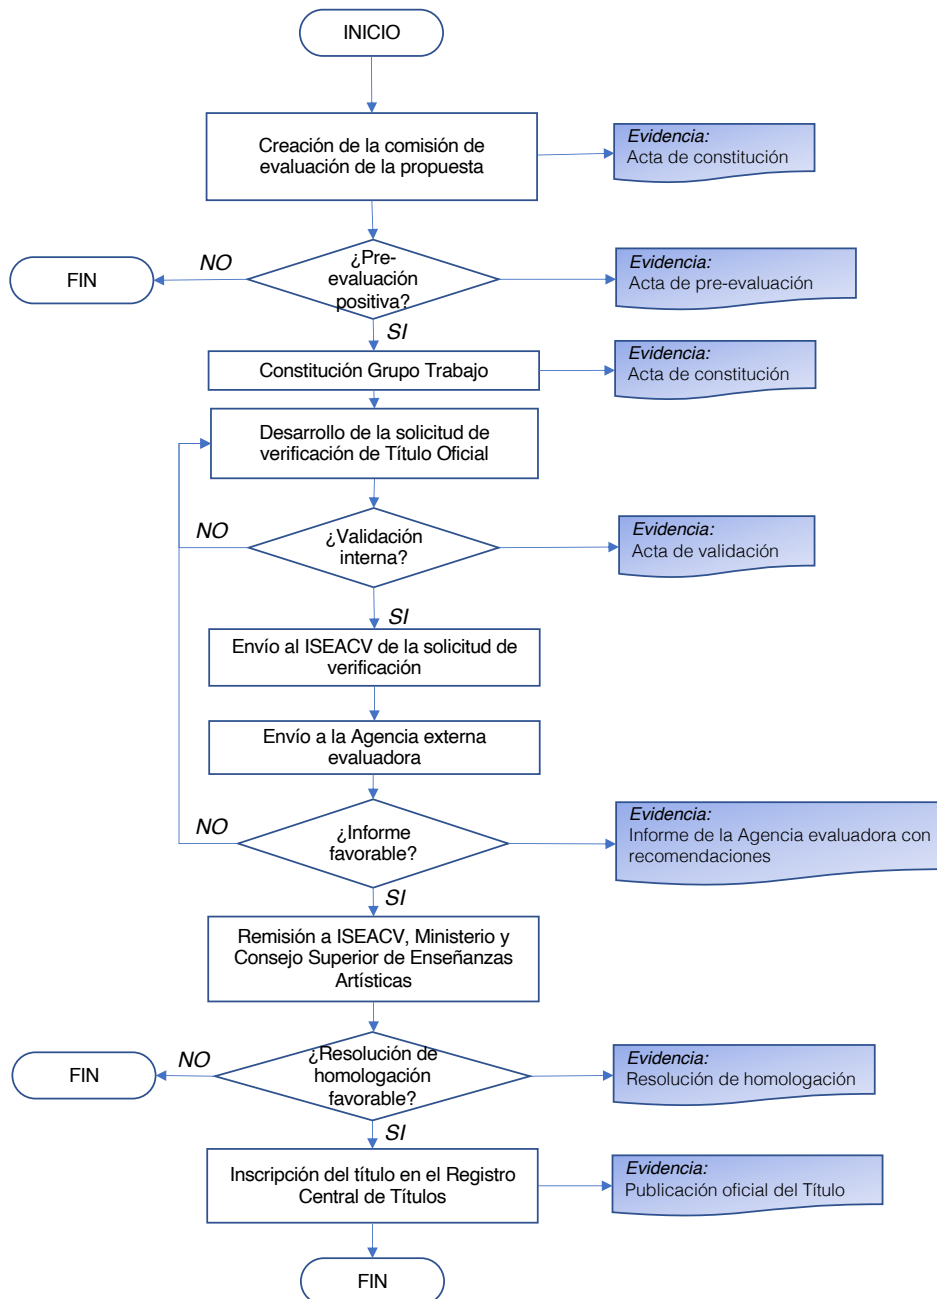 INICIO
Creación de la comisión de
evaluación de la propuesta
Evidencia:
Acta de constitución
¿Pre-
evaluación
positiva?
NO
FIN
Evidencia:
Acta de pre-evaluación
SI
Constitución Grupo Trabajo
Evidencia:
Acta de constitución
Desarrollo de la solicitud de
verificación de Título Oficial
NO
¿Validación
interna?
Evidencia:
Acta de validación
SI
Envío al ISEACV de la solicitud de
verificación
Envío a la Agencia externa
evaluadora
NO
¿Informe
favorable?
Evidencia:
Informe de la Agencia evaluadora con
recomendaciones
SI
Remisión a ISEACV, Ministerio y
Consejo Superior de Enseñanzas
Artísticas
FIN
NO
¿Resolución de
homologación
favorable?
Evidencia:
Resolución de homologación
SI
Inscripción del título en el Registro
Central de Títulos
Evidencia:
Publicación oficial del Título
FIN